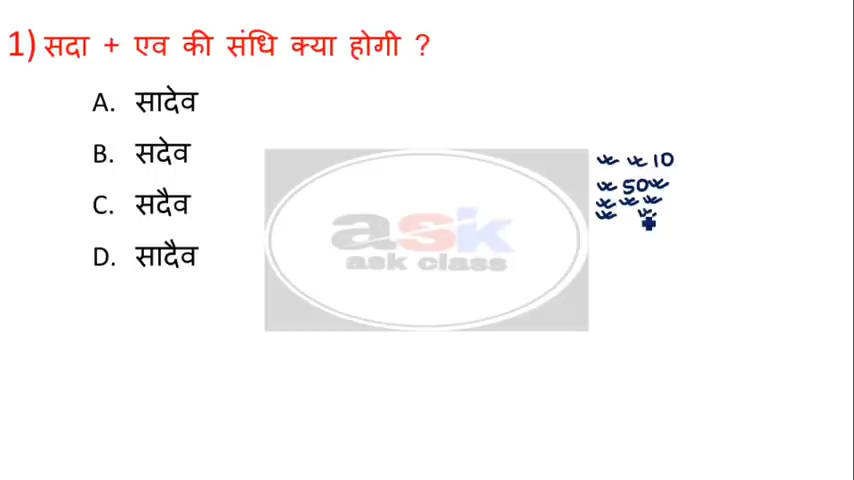 1) सदा + एव की संधि क्या होगी ?
A. सादेव
B. सदेव
C. सदैव
D. सादैव
ask
ask class
10
50